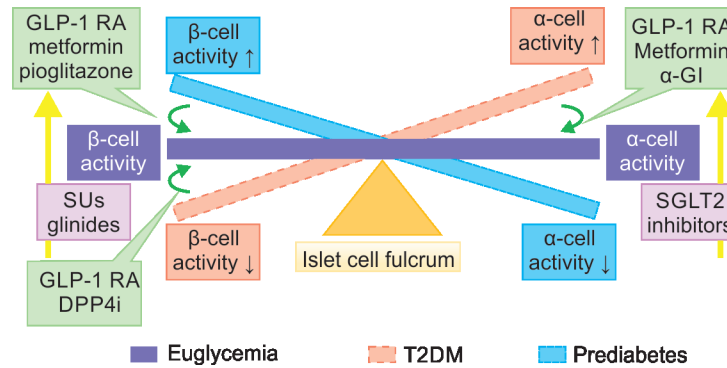 GLP-1 RA
metformin
pioglitazone
β-cell
activity ↑
α-cell
activity ↑
GLP-1 RA
Metformin
α-GI
β-cell
activity
α-cell
activity
SUs
glinides
SGLT2
inhibitors
β-cell
activity ↓
Islet cell fulcrum
α-cell
activity ↓
GLP-1 RA
DPP4i
Euglycemia
T2DM
Prediabetes